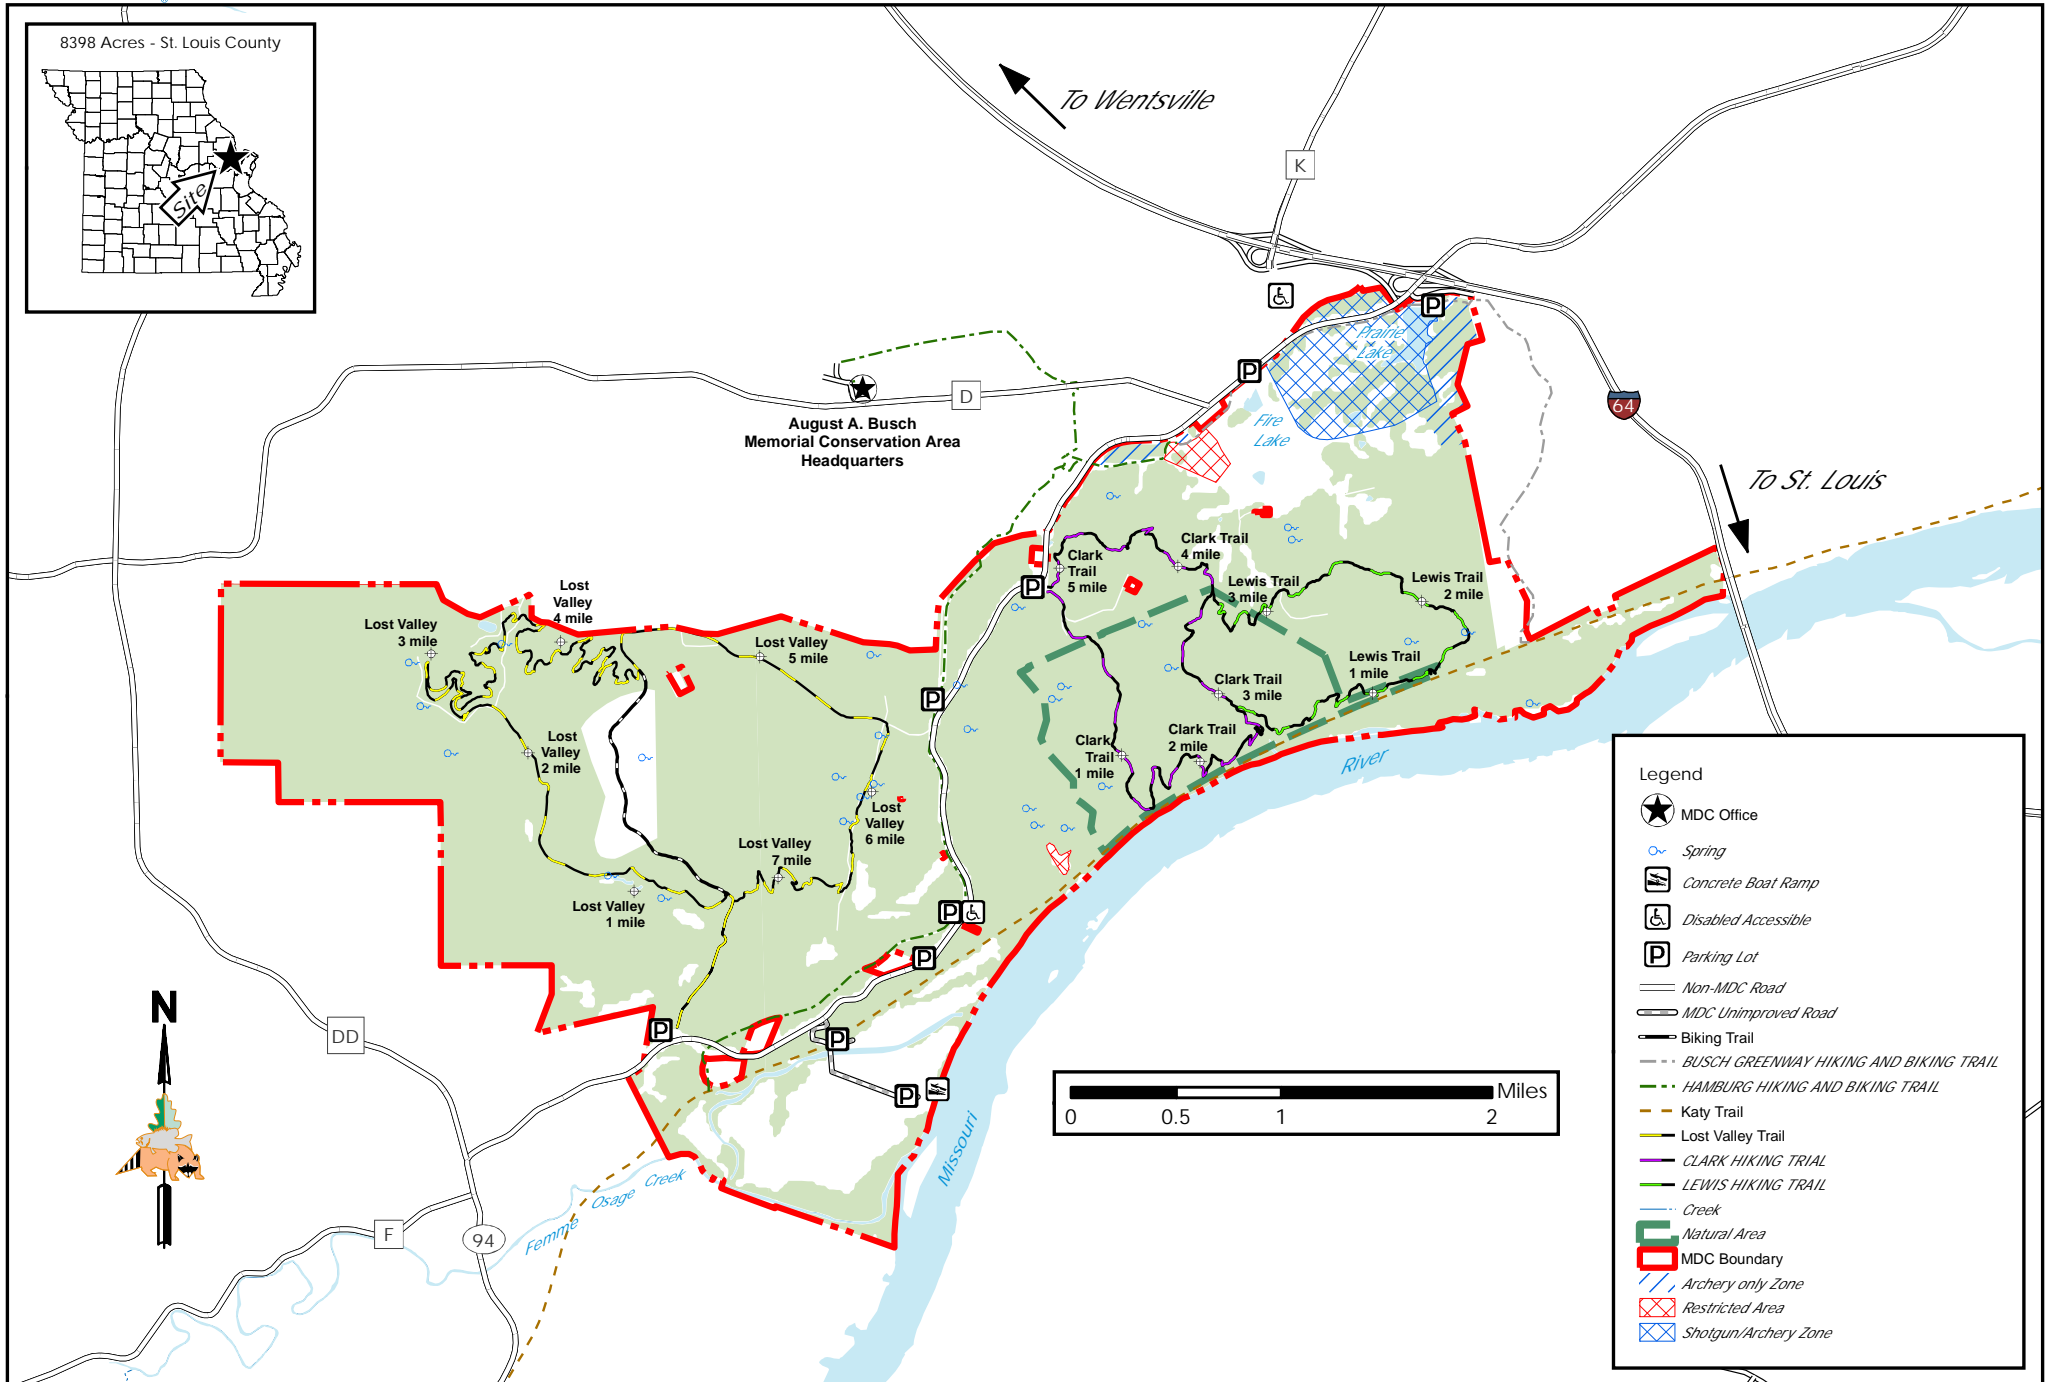 8398 Acres - St. Louis County
Site
To Wentsville
K
Prairie
Lake
P
P
64
D
August A. Busch
Memorial Conservation Area
Headquarters
Fire
Lake
To St. Louis
Clark
Trail
5 mile
Clark Trail
4 mile
Lewis Trail
3 mile
Lewis Trail
2 mile
P
Lost
Valley
4 mile
Lost Valley
3 mile
Lost Valley
5 mile
Lewis Trail
1 mile
Clark Trail
3 mile
P
Lost
Valley
2 mile
Clark
Trail
1 mile
Clark Trail
2 mile
River
Lost
Valley
6 mile
Lost Valley
7 mile
Lost Valley
1 mile
P
P
P
P
P
N
DD
F
94
Missouri
Femme Osage Creek
0 0.5 1 2 Miles
Legend
MDC Office
Spring
Concrete Boat Ramp
Disabled Accessible
P Parking Lot
Non-MDC Road
MDC Unimproved Road
Biking Trail
BUSCH GREENWAY HIKING AND BIKING TRAIL
HAMBURG HIKING AND BIKING TRAIL
Katy Trail
Lost Valley Trail
CLARK HIKING TRIAL
LEWIS HIKING TRAIL
Creek
Natural Area
MDC Boundary
Archery only Zone
Restricted Area
Shotgun/Archery Zone